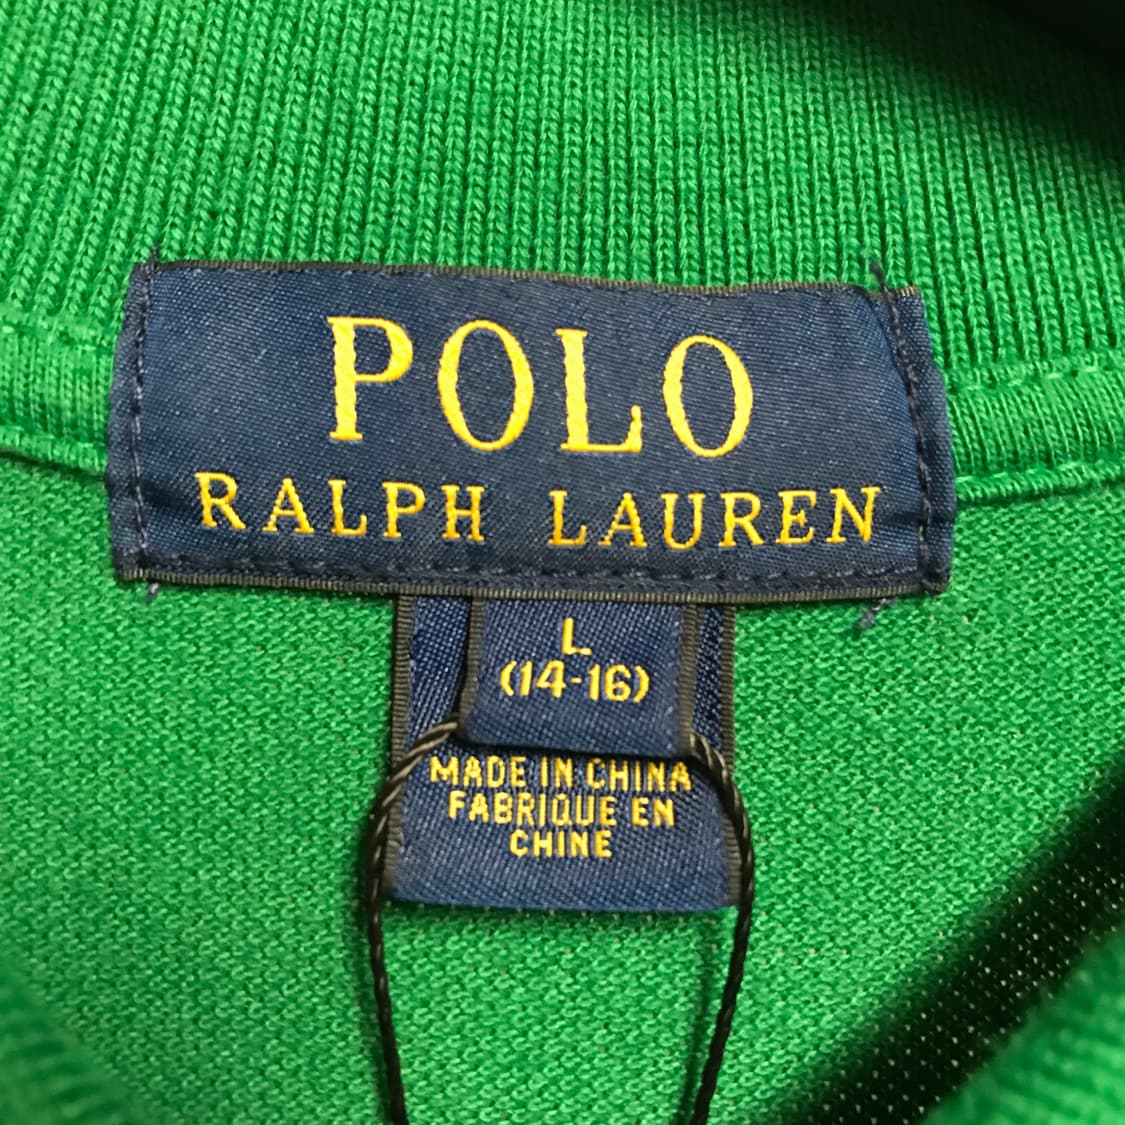 POLO
RALPH LAUREN
L
(14-16)
MADE IN CHINA
FABRIQUE EN
CHINE